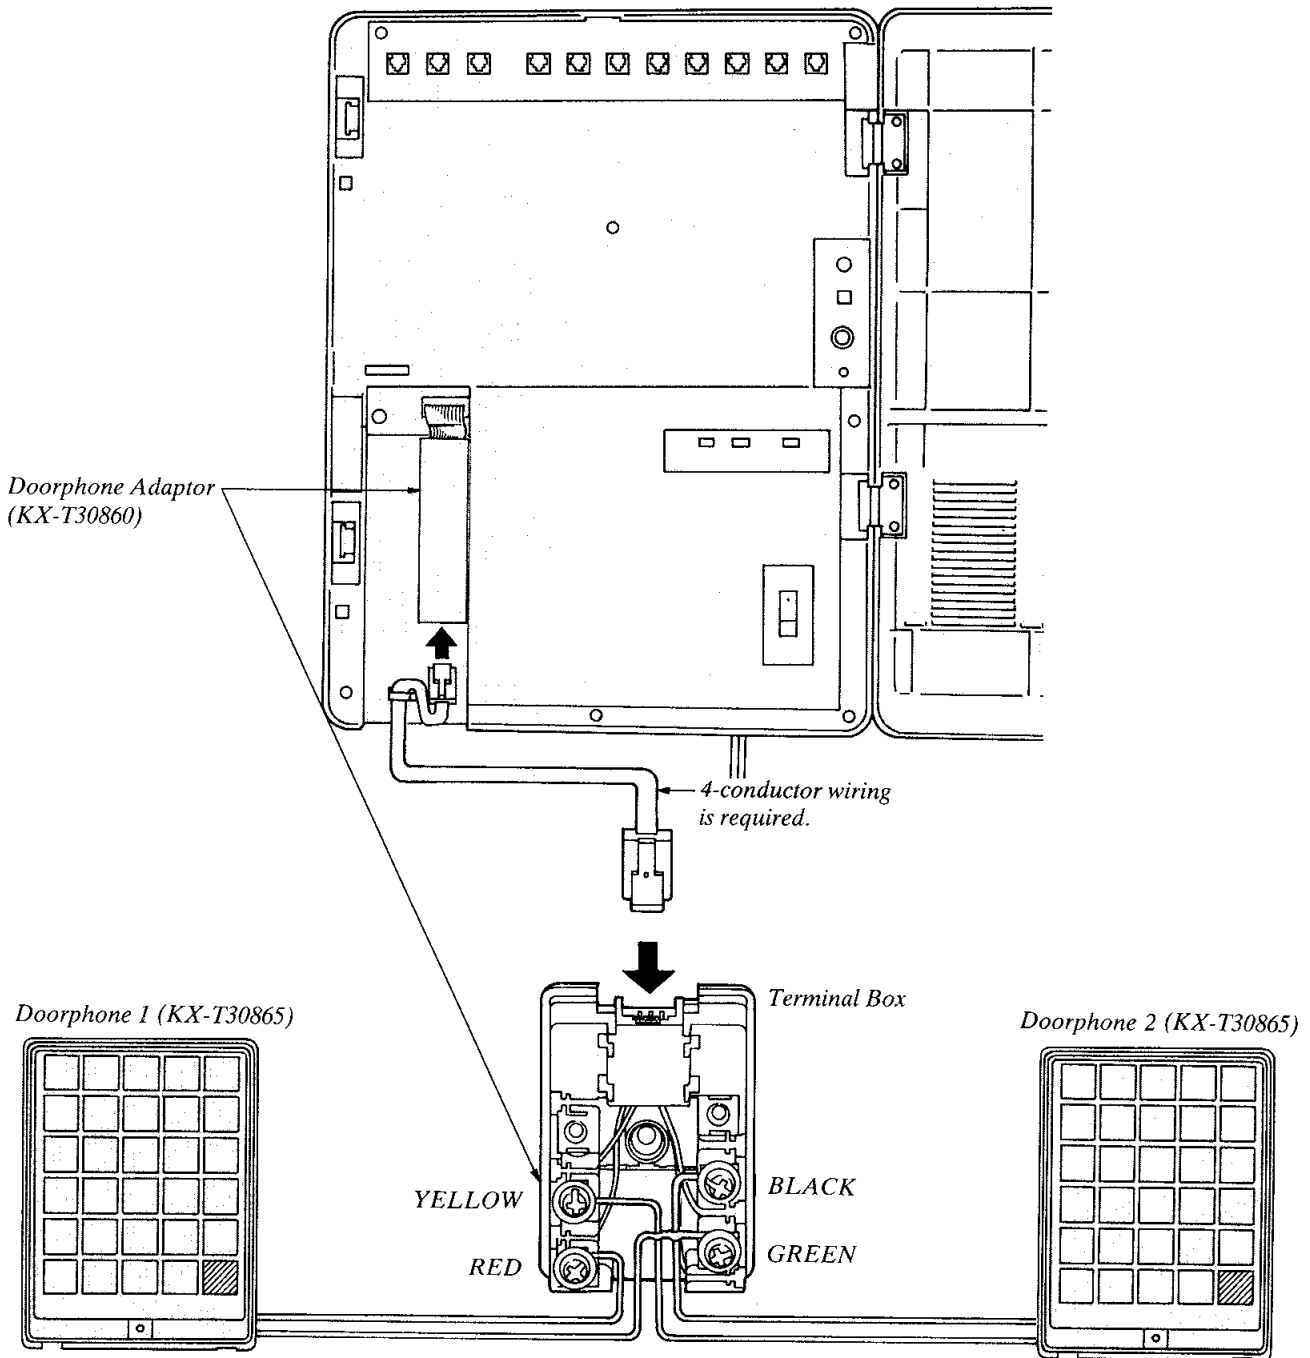 Doorphone Adaptor
(KX-T30860)
4-conductor wiring
is required.
Terminal Box
Doorphone 1 (KX-T30865)
Doorphone 2 (KX-T30865)
YELLOW
BLACK
RED
GREEN